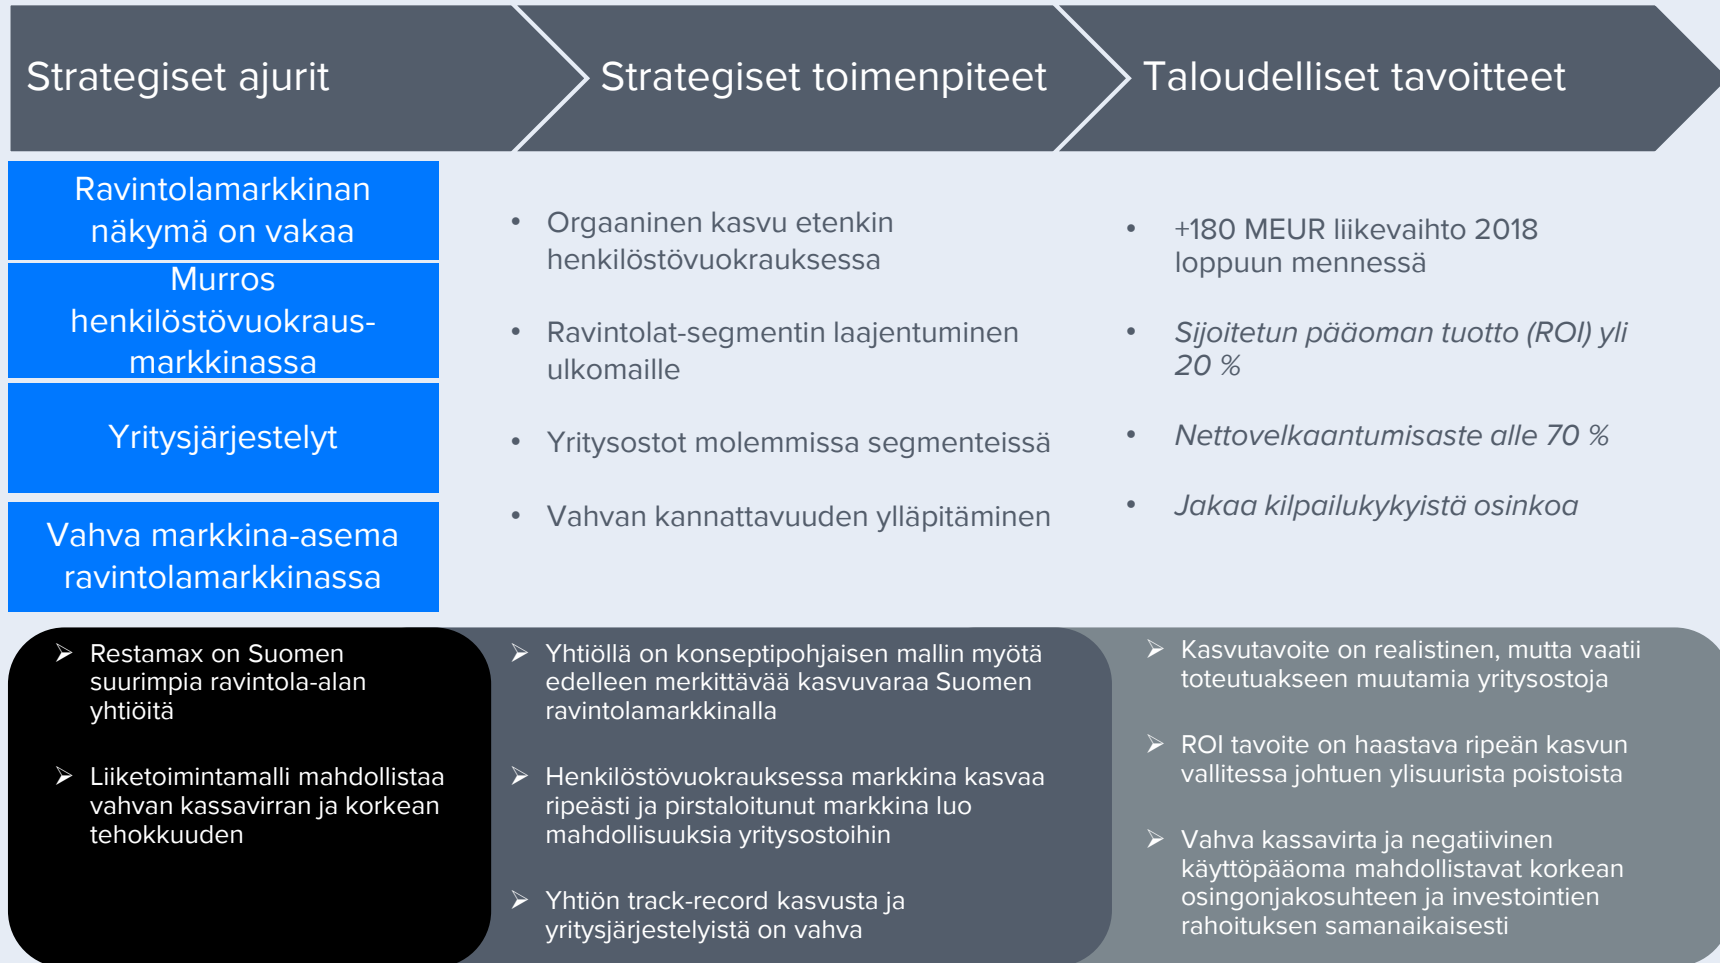 Strategiset ajurit
Strategiset toimenpiteet
Taloudelliset tavoitteet
Ravintolamarkkinan
näkymä on vakaa
Murros
henkilöstövuokraus-
markkinassa
Yritysjärjestelyt
Vahva markkina-asema
ravintolamarkkinassa
• Orgaaninen kasvu etenkin
henkilöstövuokrauksessa
• Ravintolat-segmentin laajentuminen
ulkomaille
• Yritysostot molemmissa segmenteissä
• Vahvan kannattavuuden ylläpitäminen
• +180 MEUR liikevaihto 2018
loppuun mennessä
• Sijoitetun pääoman tuotto (ROI) yli
20 %
• Nettovelkaantumisaste alle 70 %
• Jakaa kilpailukykyistä osinkoa
➢ Restamax on Suomen
suurimpia ravintola-alan
yhtiöitä
➢ Liiketoimintamalli mahdollistaa
vahvan kassavirran ja korkean
tehokkuuden
➢ Yhtiöllä on konseptipohjaisen mallin myötä
edelleen merkittävää kasvuvaraa Suomen
ravintolamarkkinalla
➢ Henkilöstövuokrauksessa markkina kasvaa
ripeästi ja pirstaloitunut markkina luo
mahdollisuuksia yritysostoihin
➢ Yhtiön track-record kasvusta ja
yritysjärjestelyistä on vahva
➢ Kasvutavoite on realistinen, mutta vaatii
toteutuakseen muutamia yritysostoja
➢ ROI tavoite on haastava ripeän kasvun
vallitessa johtuen ylisuurista poistoista
➢ Vahva kassavirta ja negatiivinen
käyttöpääoma mahdollistavat korkean
osingonjakosuhteen ja investointien
rahoituksen samanaikaisesti